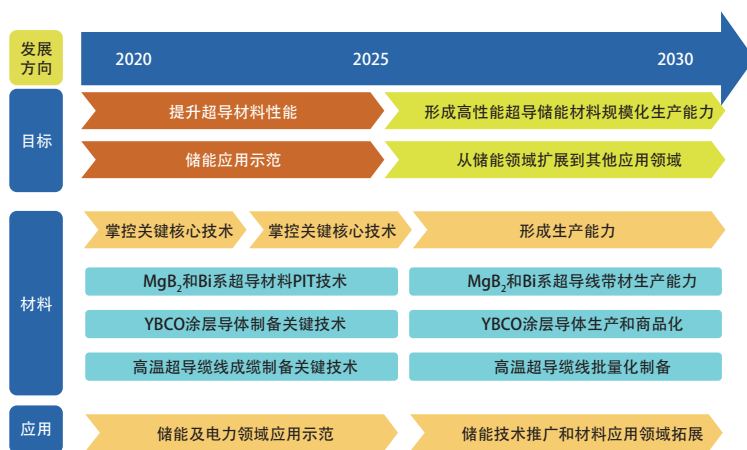 发展
方向
2020 2025 2030
目标
提升超导材料性能 形成高性能超导储能材料规模化生产能力
储能应用示范 从储能领域扩展到其他应用领域
材料
掌控关键核心技术 掌控关键核心技术 形成生产能力
MgB₂和Bi系超导材料PIT技术 MgB₂和Bi系超导线带材生产能力
YBCO涂层导体制备关键技术 YBCO涂层导体生产和商品化
高温超导缆线成缆制备关键技术 高温超导缆线批量化制备
应用
储能及电力领域应用示范 储能技术推广和材料应用领域拓展